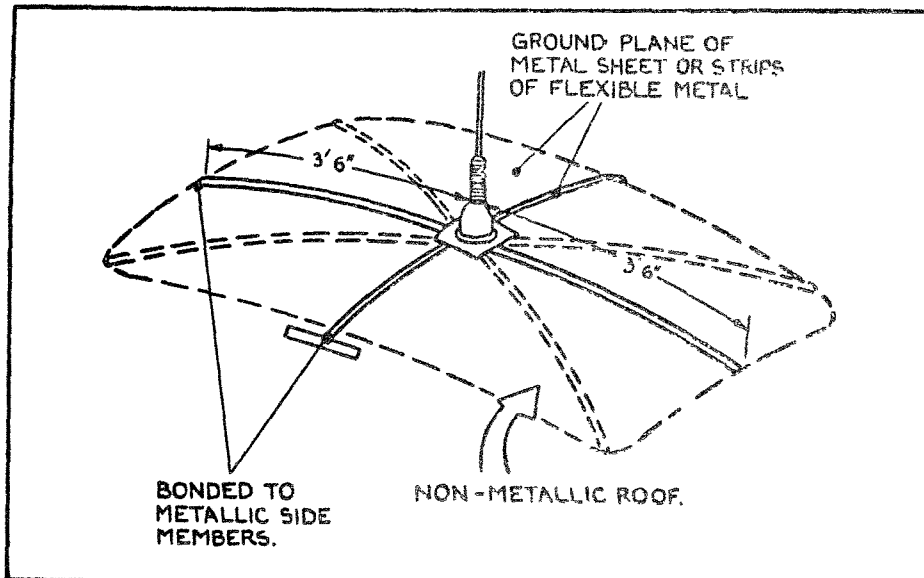 GROUND PLANE OF
METAL SHEET OR STRIPS
OF FLEXIBLE METAL
3'6"
3'6"
BONDED TO
METALLIC SIDE
MEMBERS.
NON-METALLIC ROOF.